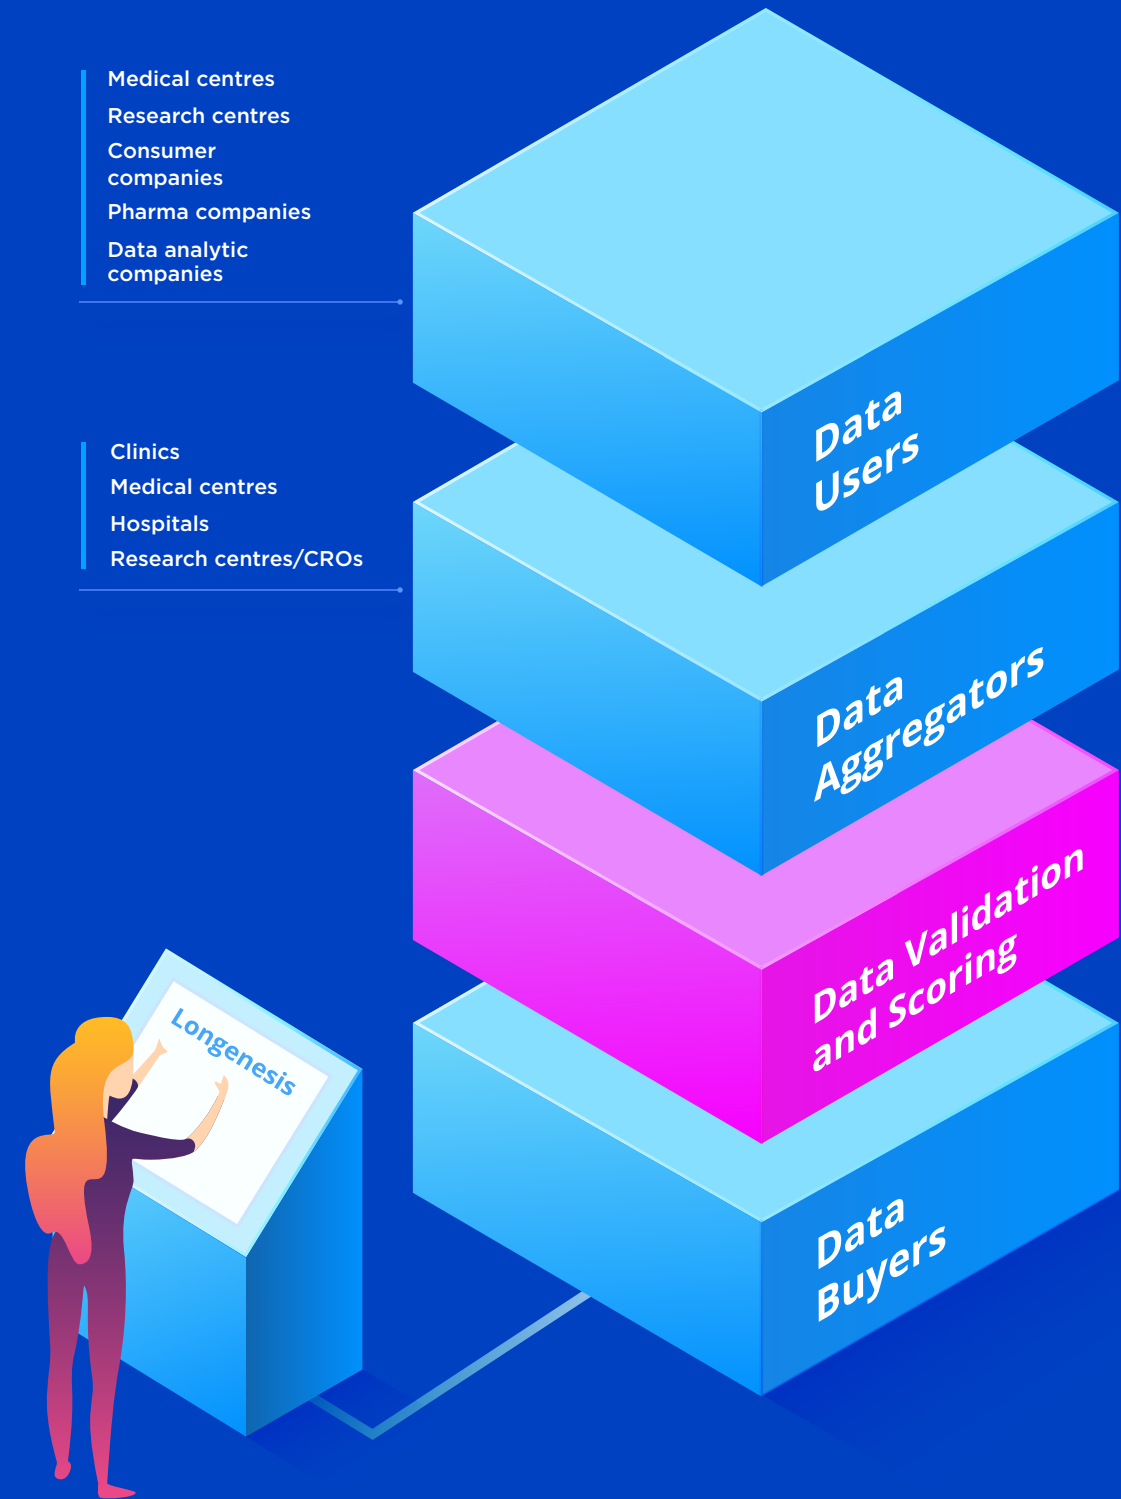 Medical centres
Research centres
Consumer
companies
Pharma companies
Data analytic
companies
Data
Users
Clinics
Medical centres
Hospitals
Research centres/CROs
Data
Aggregators
Data Validation
and Scoring
Longenesis
Data
Buyers